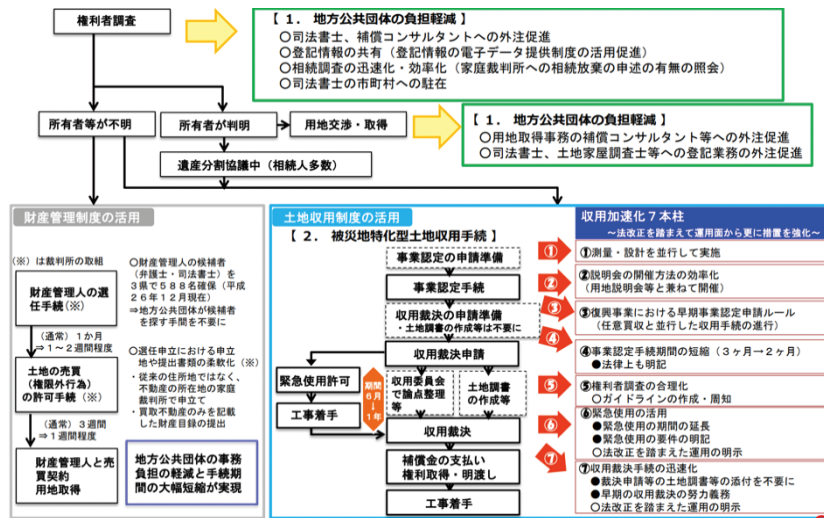 権利者調査
【 1. 地方公共団体の負担軽減】
○司法書士、補償コンサルタントへの外注促進
○登記情報の共有（登記情報の電子データ提供制度の活用促進）
○相続調査の迅速化・効率化（家庭裁判所への相続放棄の申述の有無の照会）
○司法書士の市町村への駐在
所有者等が不明
所有者が判明
用地交渉・取得
【 1. 地方公共団体の負担軽減】
○用地取得事務の補償コンサルタント等への外注促進
○司法書士、土地家屋調査士等への登記業務の外注促進
遺産分割協議中（相続人多数）
財産管理制度の活用
（※）は裁判所の取組
財産管理人の選
任手続（※）
（通常）1か月
⇒1～2週間程度
土地の売買
（権限外行為）
の許可手続（※）
（通常）3週間
⇒1週間程度
財産管理人と売
買契約
用地取得
○財産管理人の候補者
（弁護士・司法書士）を
3県で588名確保（平成
26年12月現在）
⇒地方公共団体が候補者
を探す手間を不要に
○選任申立における申立
地や提出書類の柔軟化（※）
・従来の住所地ではなく、
不動産の所在地の家庭
裁判所で申立て
・買取不動産のみを記載
した財産目録の提出
地方公共団体の事務
負担の軽減と手続期
間の大幅短縮が実現
土地収用制度の活用
【 2. 被災地特化型土地収用手続】
事業認定の申請準備
事業認定手続
収用裁決の申請準備
・土地調書の作成等は不要に
収用裁決申請
緊急使用許可
工事着手
期間
6月
↓
1年
収用委員会
で論点整理
等
土地調書
の作成等
収用裁決
補償金の支払い
権利取得・明渡し
工事着手
①
②
③
④
⑤
⑥
⑦
収用加速化7本柱
～法改正を踏まえて運用面から更に措置を強化～
①測量・設計を並行して実施
②説明会の開催方法の効率化
（用地説明会等と兼ねて開催）
③復興事業における早期事業認定申請ルール
（任意買収と並行した収用手続の進行）
④事業認定手続期間の短縮（3ヶ月→2ヶ月）
●法律上も明記
⑤権利者調査の合理化
○ガイドラインの作成・周知
⑥緊急使用の活用
●緊急使用の期間の延長
●緊急使用の要件の明記
○法改正を踏まえた運用の明示
⑦収用裁決手続の迅速化
●裁決申請等の土地調書等の添付を不要に
●早期の収用裁決の努力義務
○法改正を踏まえた運用の明示